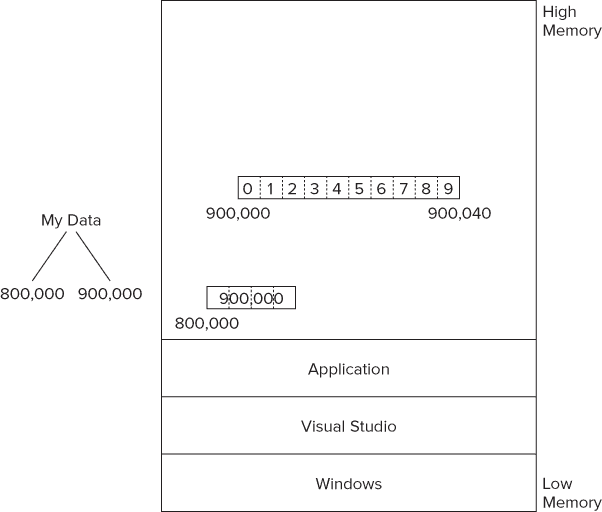 High
Memory
0 1 2 3 4 5 6 7 8 9
900,000 900,040
My Data
800,000 900,000
900,000
800,000
Application
Visual Studio
Windows
Low
Memory